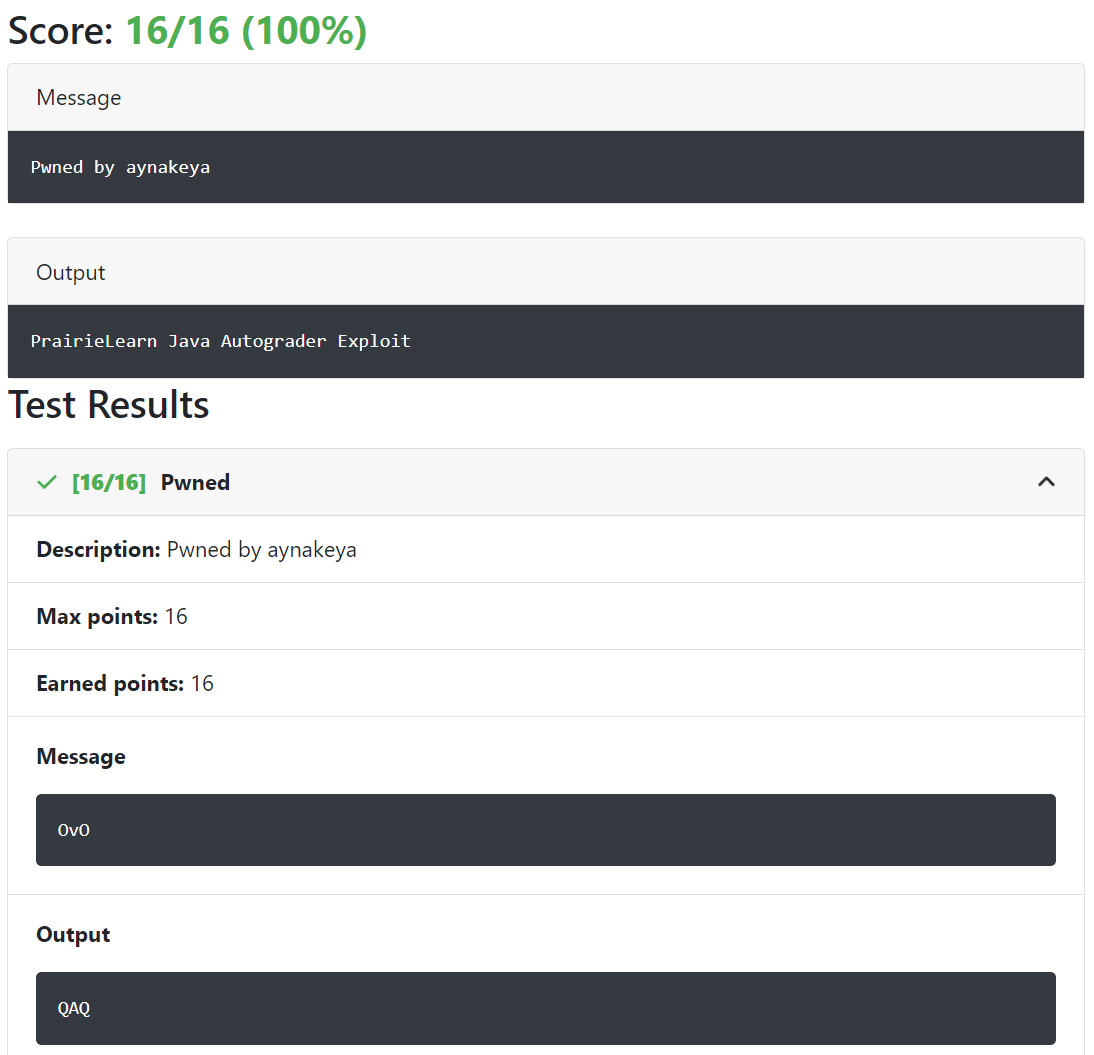 Score: 16/16 (100%)
Message
Pwned by aynakeya
Output
PrairieLearn Java Autograder Exploit
Test Results
[16/16] Pwned
Description: Pwned by aynakeya
Max points: 16
Earned points: 16
Message
OvO
Output
QAQ